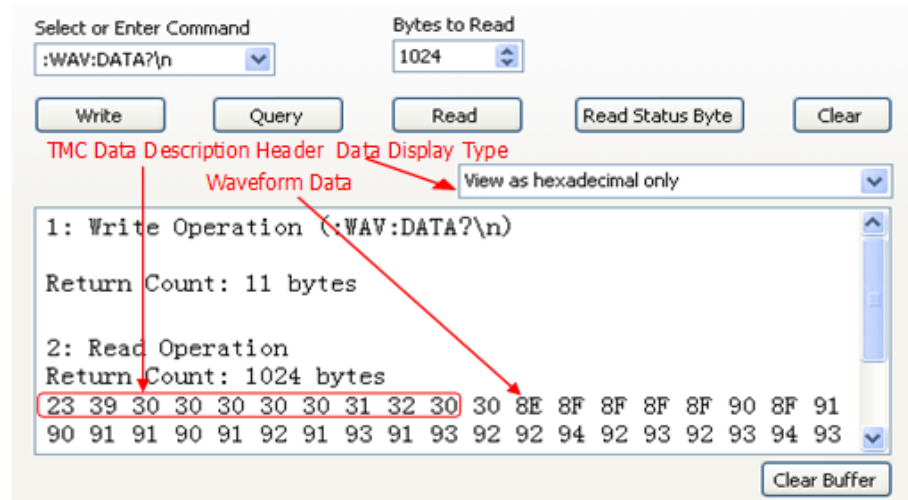 Select or Enter Command
Bytes to Read
:WAV:DATA?\n
1024
Write
Query
Read
Read Status Byte
Clear
TMC Data Description Header
Data Display Type
Waveform Data
View as hexadecimal only
1: Write Operation (:WAV:DATA?\n)
Return Count: 11 bytes
2: Read Operation
Return Count: 1024 bytes
23 39 30 30 30 30 30 31 32 30 30 8E 8F 8F 8F 8F 90 8F 91
90 91 91 90 91 92 91 93 91 93 92 92 94 92 93 92 93 94 93
Clear Buffer